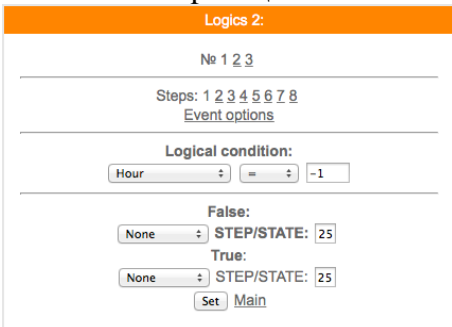 Logics 2:
№ 1 2 3
Steps: 1 2 3 4 5 6 7 8
Event options
Logical condition:
Hour = -1
False:
None STEP/STATE: 25
True:
None STEP/STATE: 25
Set Main